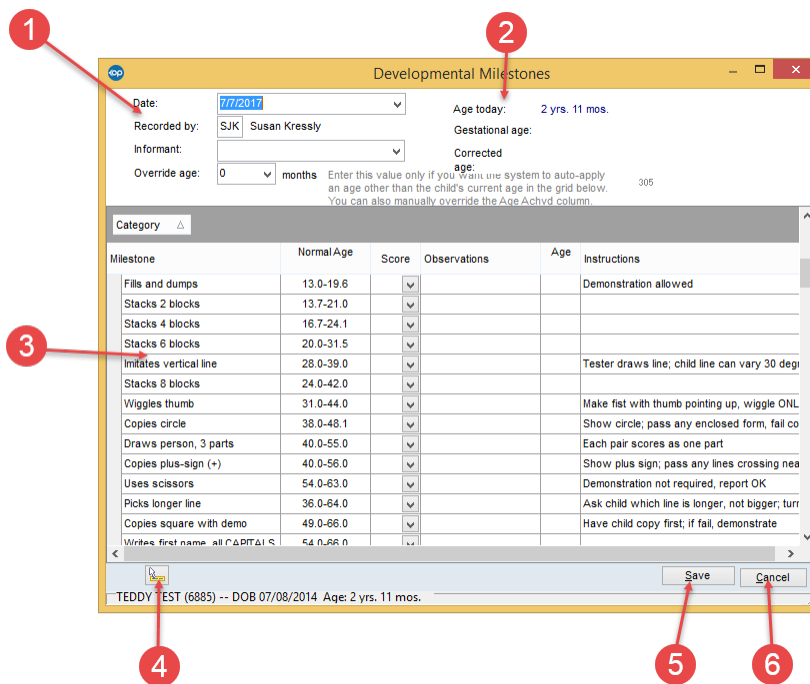 1
2
Developmental Milestones
Date: 7/7/2017
Age today: 2 yrs. 11 mos.
Recorded by: SJK Susan Kressly
Gestational age:
Informant:
Corrected
age:
Override age: 0 months
Enter this value only if you want the system to auto-apply
an age other than the child's current age in the grid below.
You can also manually override the Age Achvd column.
305
Category
Milestone Normal Age Score Observations Age Instructions
Fills and dumps 13.0-19.6 Demonstration allowed
Stacks 2 blocks 13.7-21.0
Stacks 4 blocks 16.7-24.1
3
Stacks 6 blocks 20.0-31.5
Imitates vertical line 28.0-39.0 Tester draws line; child line can vary 30 degr
Stacks 8 blocks 24.0-42.0
Wiggles thumb 31.0-44.0 Make fist with thumb pointing up, wiggle ONL
Copies circle 38.0-48.1 Show circle; pass any enclosed form, fail co
Draws person, 3 parts 40.0-55.0 Each pair scores as one part
Copies plus-sign (+) 40.0-56.0 Show plus sign; pass any lines crossing nea
Uses scissors 54.0-63.0 Demonstration not required, report OK
Picks longer line 36.0-64.0 Ask child which line is longer, not bigger; turn
Copies square with demo 49.0-66.0 Have child copy first; if fail, demonstrate
Writes first name, all CAPITALS 54.0-66.0
Save Cancel
TEDDY TEST (6885) -- DOB 07/08/2014 Age: 2 yrs. 11 mos.
4
5
6